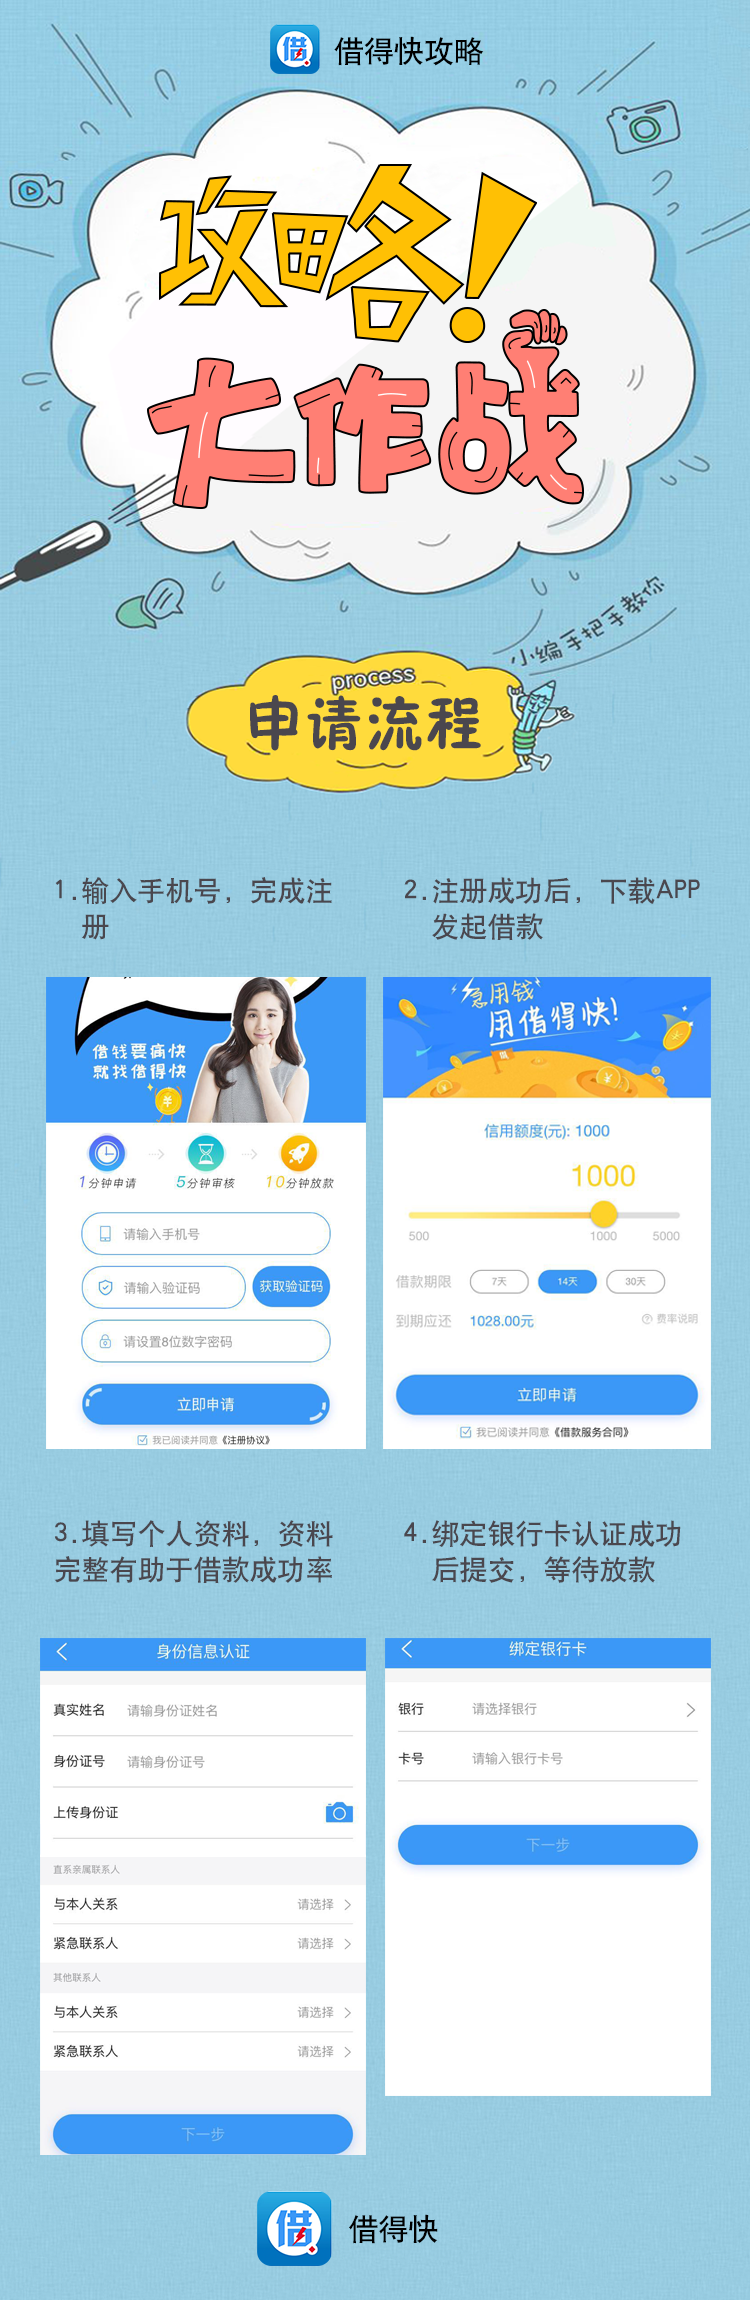 借得快攻略
攻略!
大作战
小编手把手教你
process
申请流程
1.输入手机号，完成注
册
2.注册成功后，下载APP
发起借款
借钱要痛快
就找借得快
1分钟申请
5分钟审核
10分钟放款
请输入手机号
请输入验证码
获取验证码
请设置8位数字密码
立即申请
我已阅读并同意《注册协议》
急用钱
用借得快!
信用额度(元): 1000
1000
500
1000
5000
借款期限
7天
14天
30天
到期应还
1028.00元
费率说明
立即申请
我已阅读并同意《借款服务合同》
3.填写个人资料，资料
完整有助于借款成功率
4.绑定银行卡认证成功
后提交，等待放款
身份信息认证
真实姓名
请输身份证姓名
身份证号
请输身份证号
上传身份证
直系亲属联系人
与本人关系
请选择
紧急联系人
请选择
其他联系人
与本人关系
请选择
紧急联系人
请选择
下一步
绑定银行卡
银行
请选择银行
卡号
请输入银行卡号
下一步
借
借得快